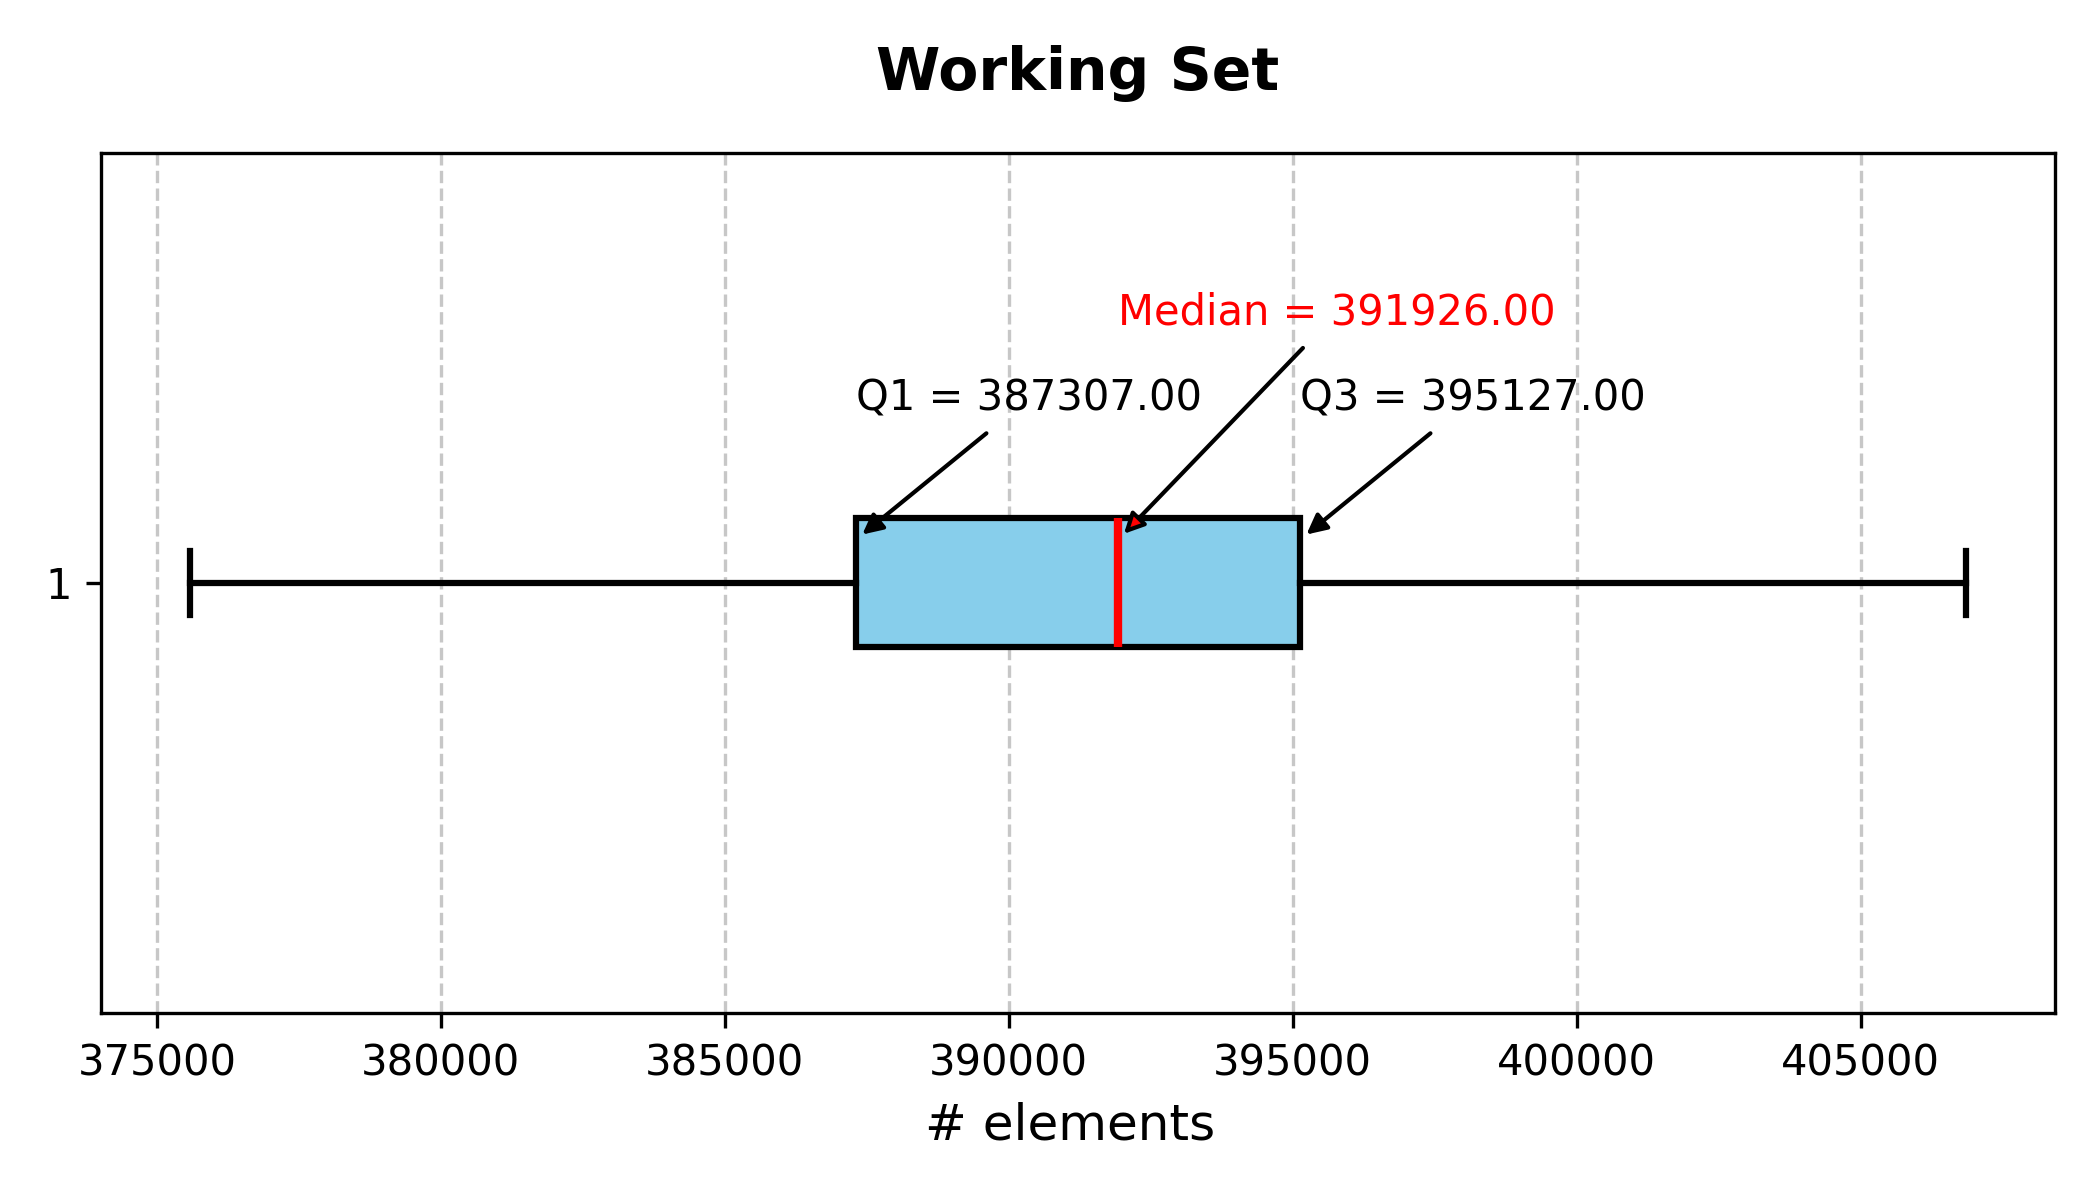 Working Set
Median = 391926.00
Q1 = 387307.00
Q3 = 395127.00
1
375000 380000 385000 390000 395000 400000 405000
# elements